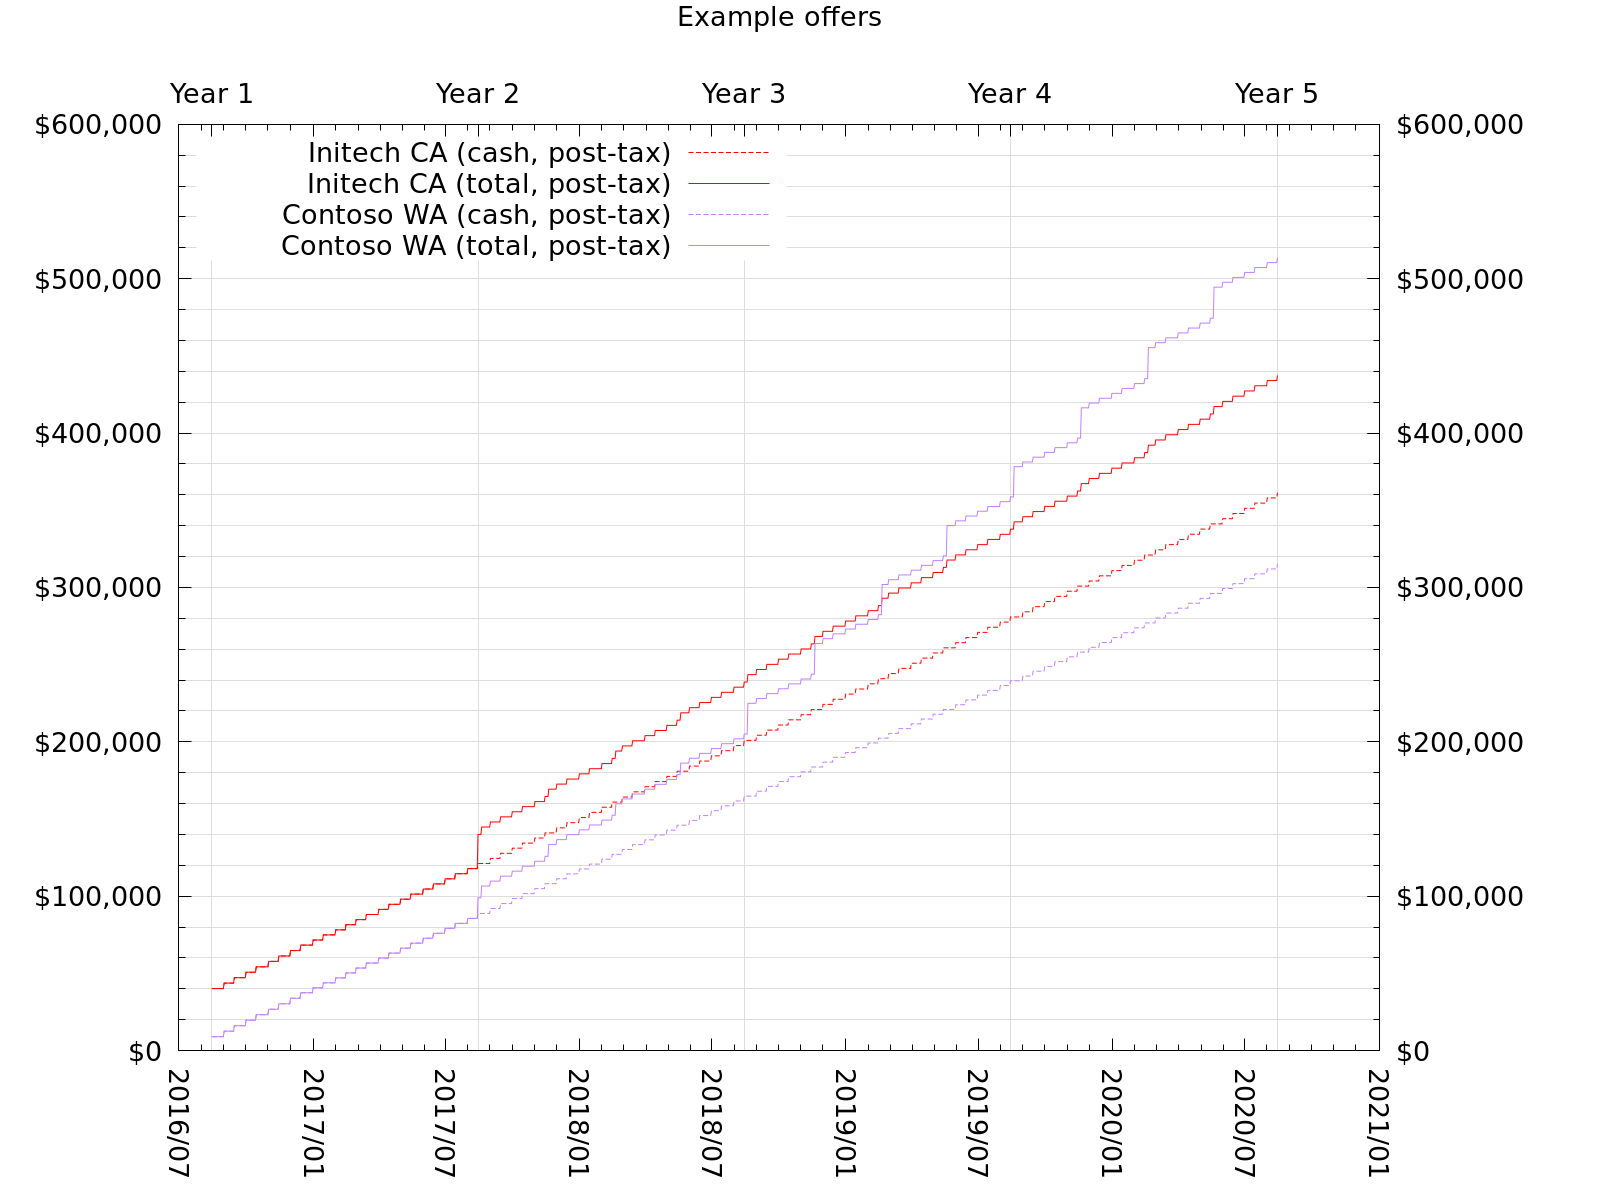 Example offers
Year 1 Year 2 Year 3 Year 4 Year 5
$600,000 $600,000
Initech CA (cash, post-tax)
Initech CA (total, post-tax)
Contoso WA (cash, post-tax)
Contoso WA (total, post-tax)
$500,000 $500,000
$400,000 $400,000
$300,000 $300,000
$200,000 $200,000
$100,000 $100,000
$0 $0
2016/07 2017/01 2017/07 2018/01 2018/07 2019/01 2019/07 2020/01 2020/07 2021/01